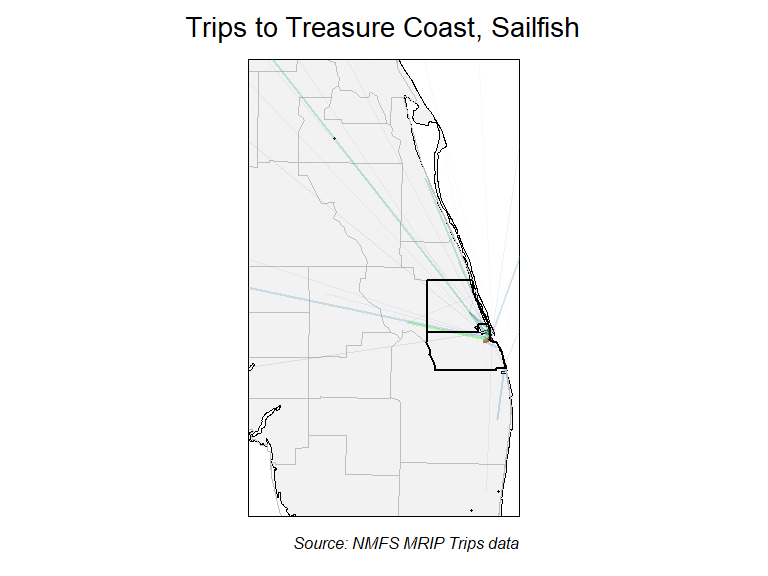 Trips to Treasure Coast, Sailfish
Source: NMFS MRIP Trips data